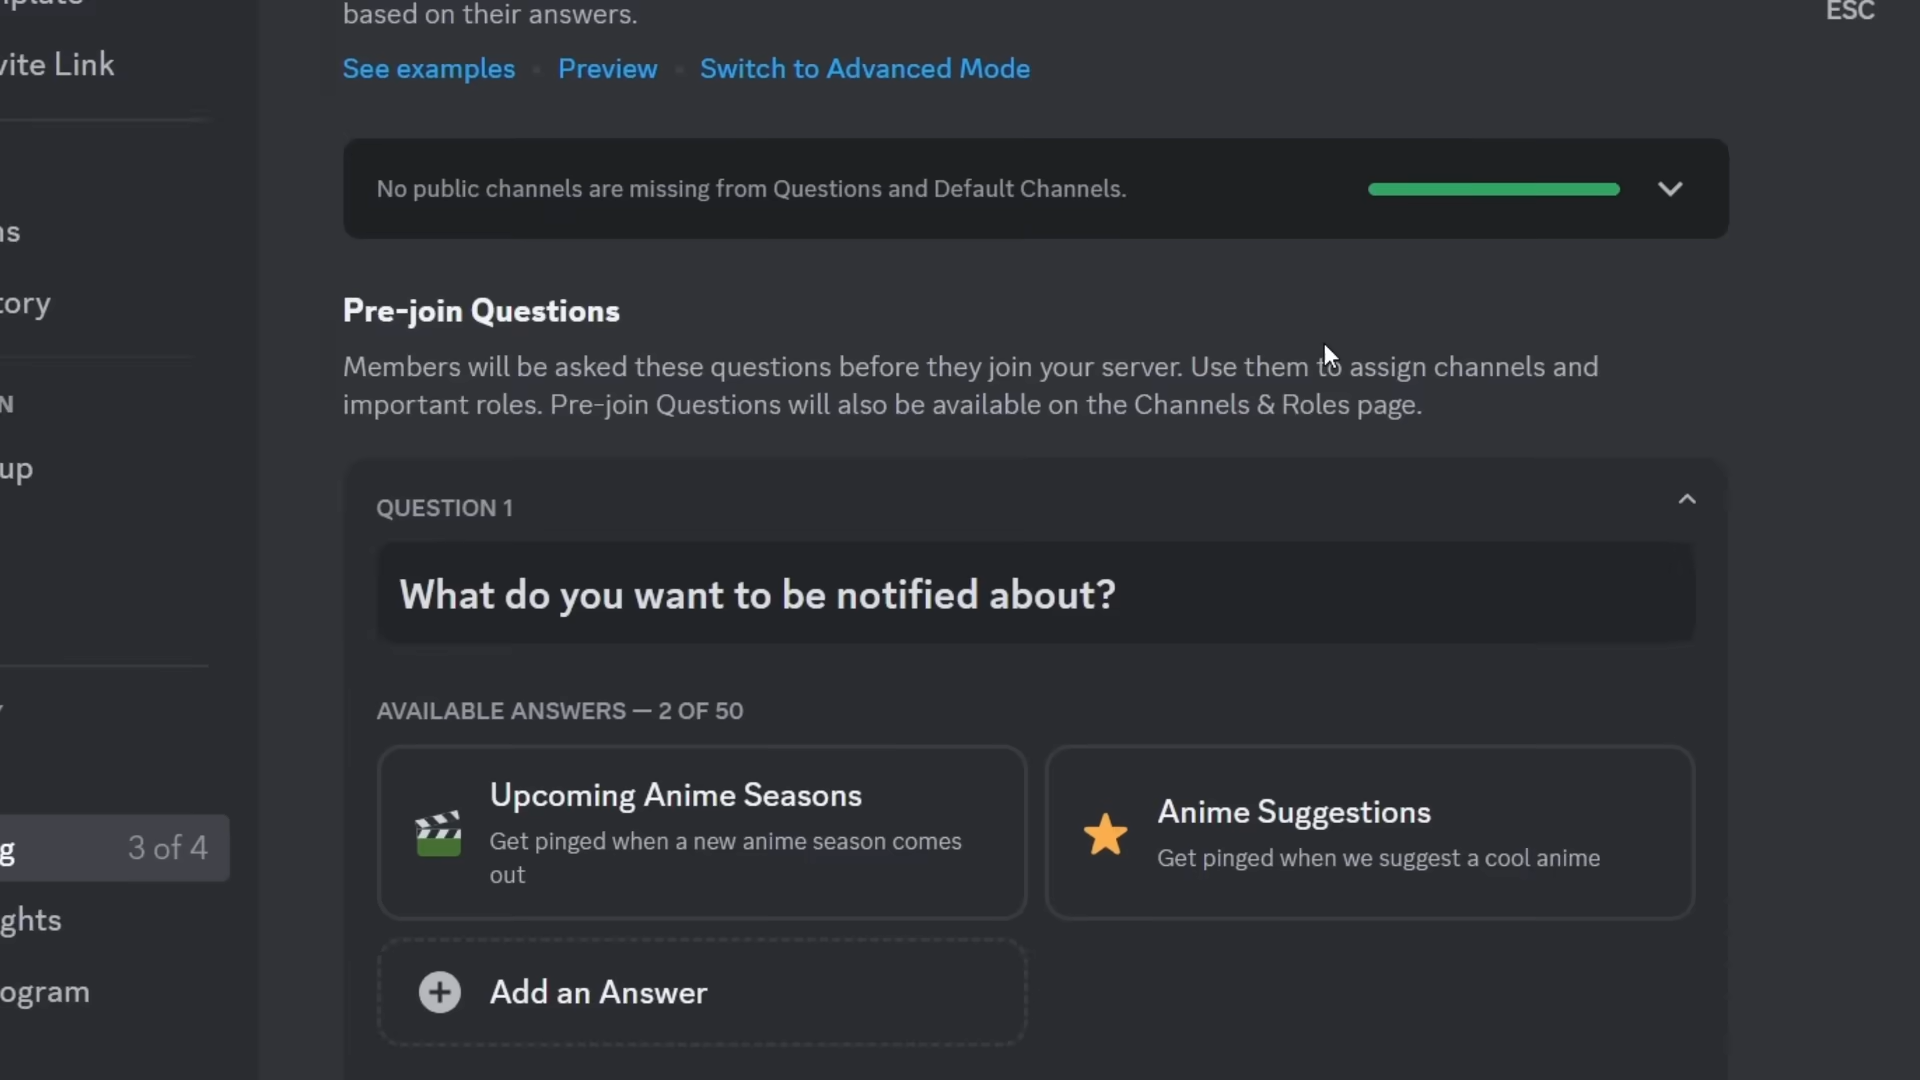 based on their answers.
ESC
vite Link
See examples
Preview
Switch to Advanced Mode
No public channels are missing from Questions and Default Channels.
tory
Pre-join Questions
Members will be asked these questions before they join your server. Use them to assign channels and
important roles. Pre-join Questions will also be available on the Channels & Roles page.
up
QUESTION 1
What do you want to be notified about?
AVAILABLE ANSWERS — 2 OF 50
g
3 of 4
Upcoming Anime Seasons
Get pinged when a new anime season comes
out
Anime Suggestions
Get pinged when we suggest a cool anime
ghts
ogram
Add an Answer